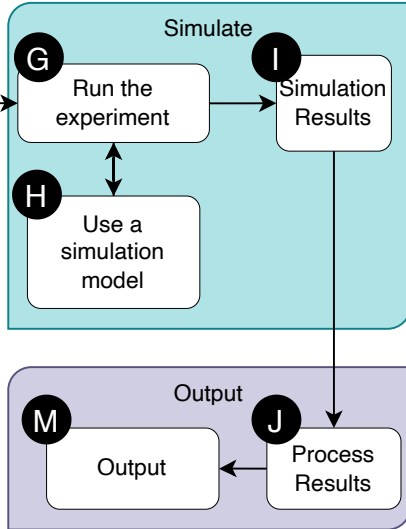 Simulate
G
Run the
experiment
I
Simulation
Results
H
Use a
simulation
model
Output
M
Output
J
Process
Results